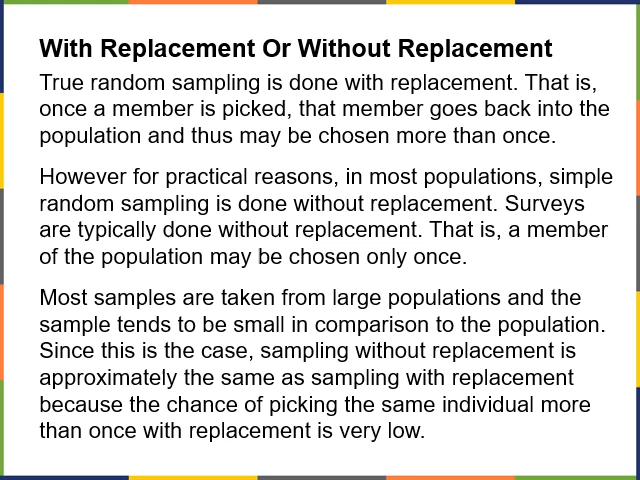 With Replacement Or Without Replacement
True random sampling is done with replacement. That is,
once a member is picked, that member goes back into the
population and thus may be chosen more than once.
However for practical reasons, in most populations, simple
random sampling is done without replacement. Surveys
are typically done without replacement. That is, a member
of the population may be chosen only once.
Most samples are taken from large populations and the
sample tends to be small in comparison to the population.
Since this is the case, sampling without replacement is
approximately the same as sampling with replacement
because the chance of picking the same individual more
than once with replacement is very low.